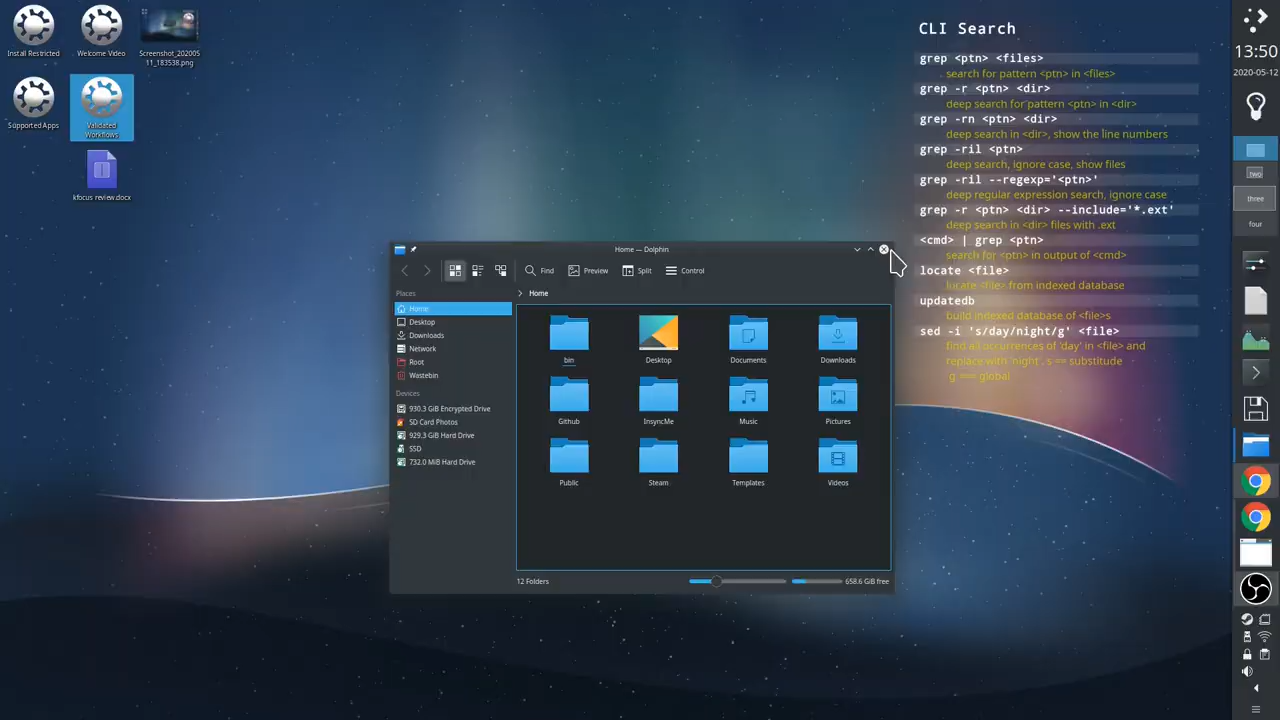 Install Restricted
Welcome Video
Screenshot_202005
11_183538.png
Supported Apps
Validated
Workflows
kfocus review.docx
CLI Search
grep <ptn> <files>
search for pattern <ptn> in <files>
grep -r <ptn> <dir>
deep search for pattern <ptn> in <dir>
grep -rn <ptn> <dir>
deep search in <dir>, show the line numbers
grep -ril <ptn>
deep search, ignore case, show files
grep -ril --regexp='<ptn>'
deep regular expression search, ignore case
grep -r <ptn> <dir> --include='*.ext'
deep search in <dir> files with .ext
<cmd> | grep <ptn>
search for <ptn> in output of <cmd>
locate <file>
locate <file> from indexed database
updatedb
build indexed database of <file>s
sed -i 's/day/night/g' <file>
find all occurrences of 'day' in <file> and
replace with 'night'. s == substitute
g === global
Home — Dolphin
Find
Preview
Split
Control
Places
Home
Desktop
Downloads
Network
Root
Wastebin
Devices
930.3 GiB Encrypted Drive
SD Card Photos
929.3 GiB Hard Drive
SSD
732.0 MiB Hard Drive
Home
bin
Desktop
Documents
Downloads
Github
InsyncMe
Music
Pictures
Public
Steam
Templates
Videos
12 Folders
658.6 GiB free
13:50
2020-05-12
two
three
four